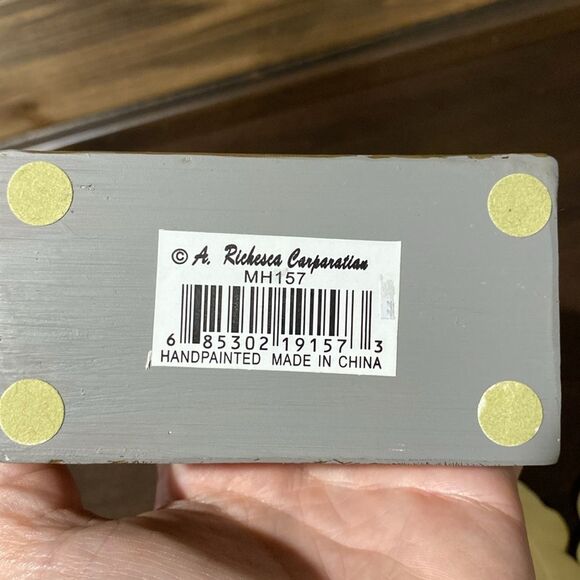 © A. Richesca Carparatian
MH157
6 85302 19157 3
HANDPAINTED MADE IN CHINA